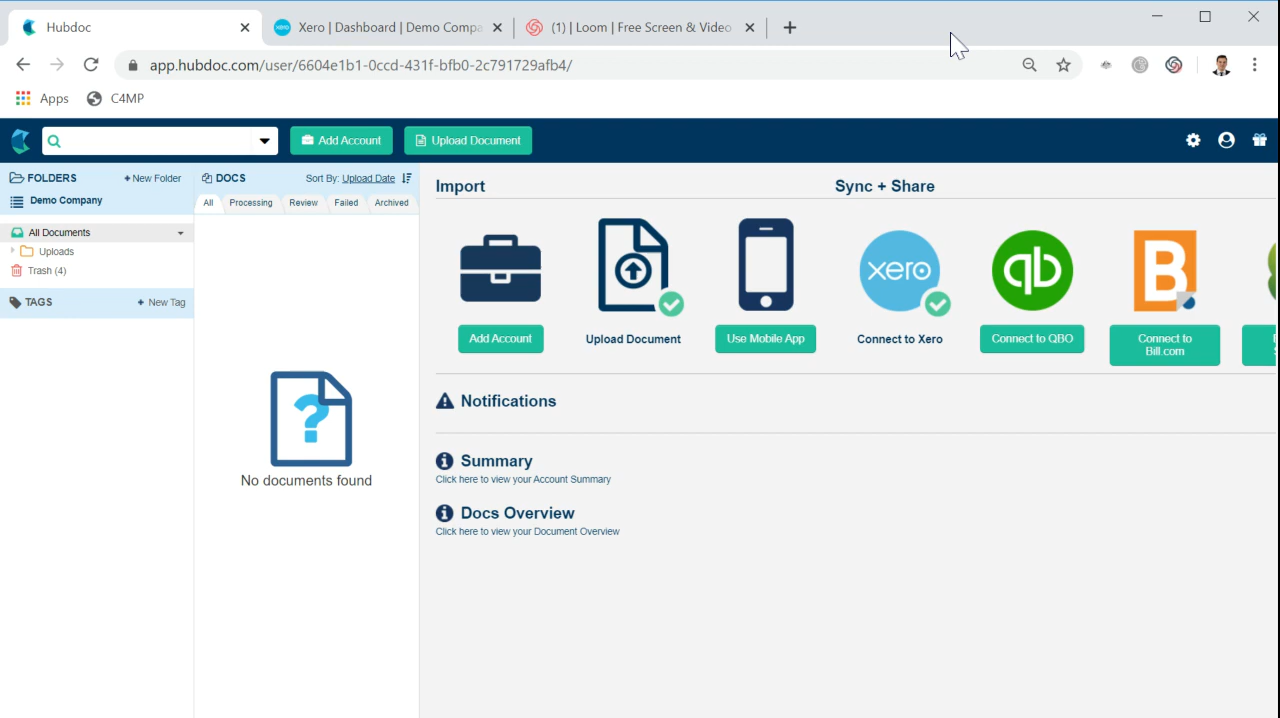 Hubdoc
Xero | Dashboard | Demo Compa
(1) | Loom | Free Screen & Video
app.hubdoc.com/user/6604e1b1-0ccd-431f-bfb0-2c791729afb4/
Apps
C4MP
Add Account
Upload Document
FOLDERS
+ New Folder
Demo Company
All Documents
Uploads
Trash (4)
TAGS
+ New Tag
DOCS
Sort By: Upload Date
All
Processing
Review
Failed
Archived
No documents found
Import
Sync + Share
xero
qb
B
Add Account
Upload Document
Use Mobile App
Connect to Xero
Connect to QBO
Connect to
Bill.com
Notifications
Summary
Click here to view your Account Summary
Docs Overview
Click here to view your Document Overview